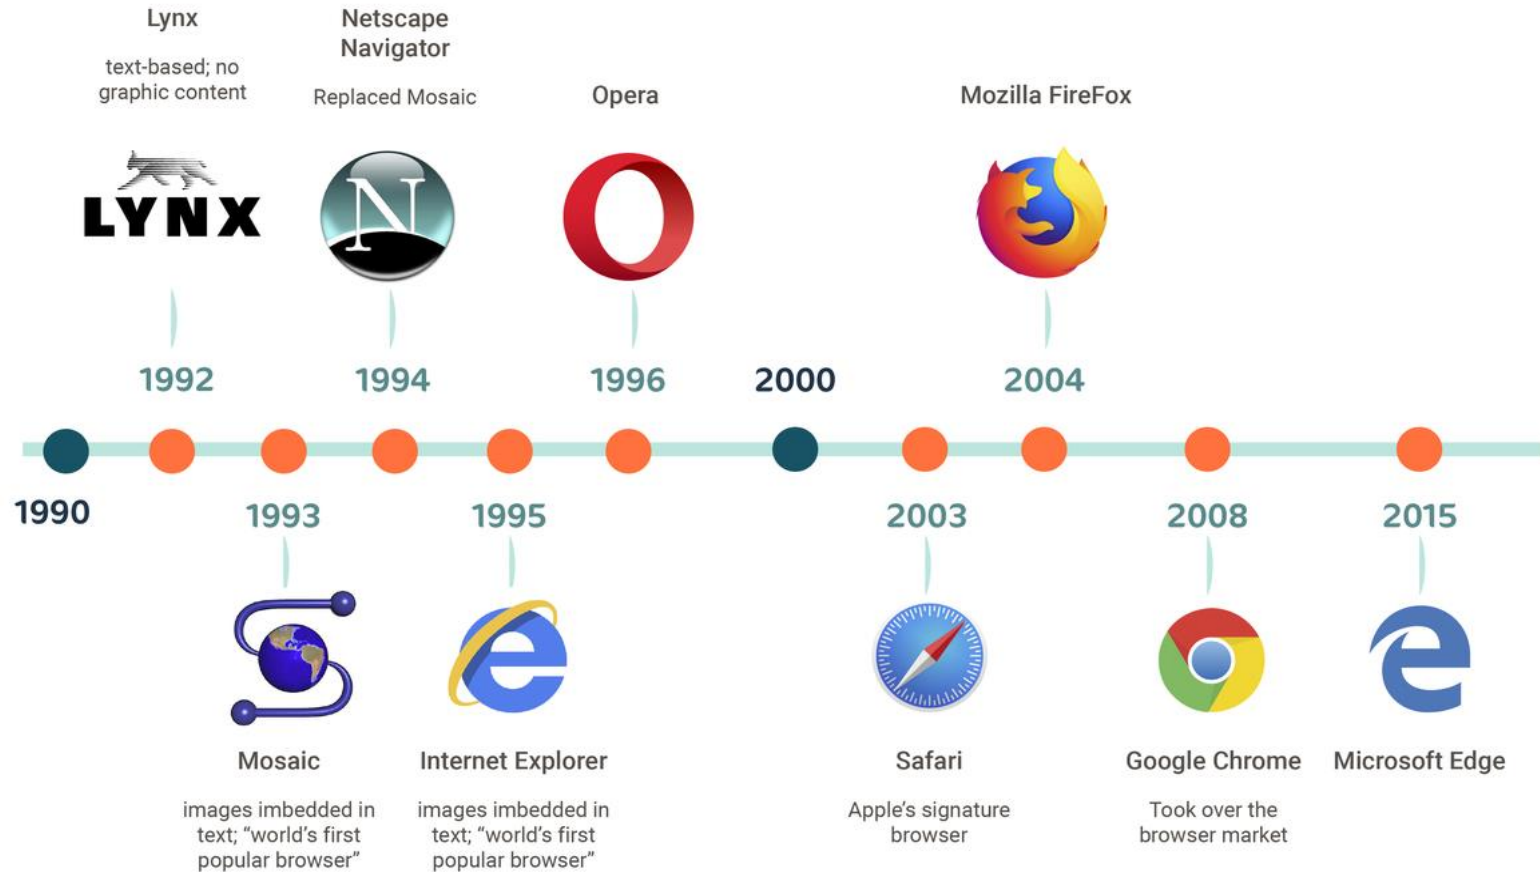 Lynx
text-based; no
graphic content
LYNX
1992
Netscape
Navigator
Replaced Mosaic
N
1994
Opera
1996
2000
Mozilla FireFox
2004
1990
1993
Mosaic
images imbedded in
text; “world’s first
popular browser”
1995
Internet Explorer
images imbedded in
text; “world’s first
popular browser”
2003
Safari
Apple’s signature
browser
2008
Google Chrome
Took over the
browser market
2015
Microsoft Edge